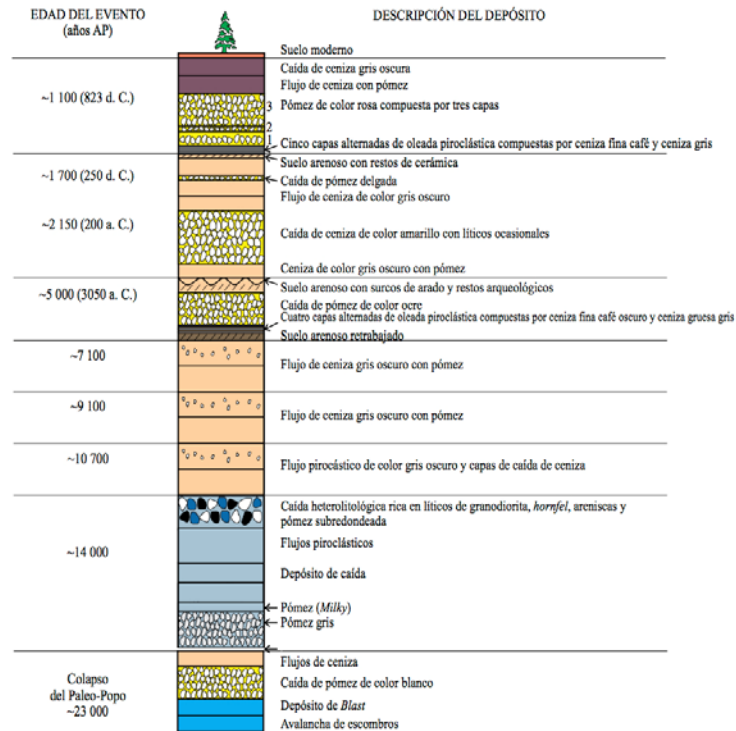 EDAD DEL EVENTO
(años AP)
DESCRIPCIÓN DEL DEPÓSITO
Suelo moderno
~1 100 (823 d. C.)
Caída de ceniza gris oscura
Flujo de ceniza con pómez
3 Pómez de color rosa compuesta por tres capas
2
1
Cinco capas alternadas de oleada piroclástica compuestas por ceniza fina café y ceniza gris
~1 700 (250 d. C.)
Suelo arenoso con restos de cerámica
Caída de pómez delgada
Flujo de ceniza de color gris oscuro
~2 150 (200 a. C.)
Caída de ceniza de color amarillo con líticos ocasionales
Ceniza de color gris oscuro con pómez
~5 000 (3050 a. C.)
Suelo arenoso con surcos de arado y restos arqueológicos
Caída de pómez de color ocre
Cuatro capas alternadas de oleada piroclástica compuestas por ceniza fina café oscuro y ceniza gruesa gris
Suelo arenoso retrabajado
~7 100
Flujo de ceniza gris oscuro con pómez
~9 100
Flujo de ceniza gris oscuro con pómez
~10 700
Flujo pirocástico de color gris oscuro y capas de caída de ceniza
~14 000
Caída heterolitológica rica en líticos de granodiorita, hornfel, areniscas y
pómez subredondeada
Flujos piroclásticos
Depósito de caída
Pómez (Milky)
Pómez gris
Colapso
del Paleo-Popo
~23 000
Flujos de ceniza
Caída de pómez de color blanco
Depósito de Blast
Avalancha de escombros